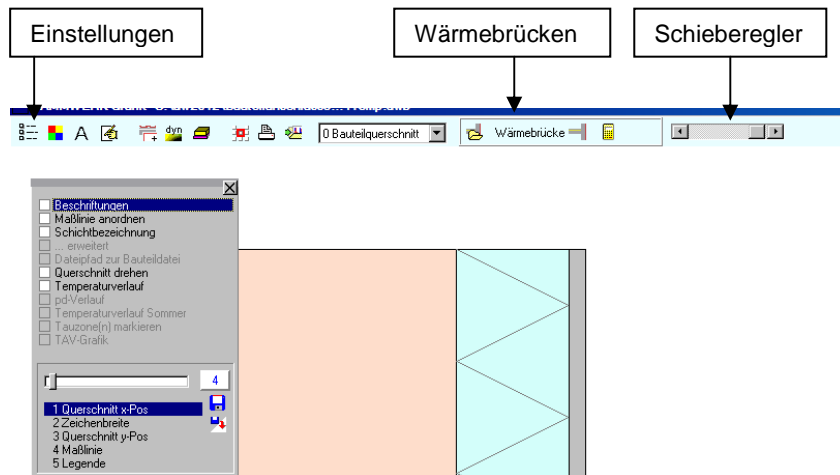 Einstellungen
Wärmebrücken
Schieberegler
A
dyn
0 Bauteilquerschnitt
Wärmebrücke
Beschriftungen
Maßlinie anordnen
Schichtbezeichnung
... erweitert
Dateipfad zur Bauteildatei
Querschnitt drehen
Temperaturverlauf
pd-Verlauf
Temperaturverlauf Sommer
Tauzone(n) markieren
TAV-Grafik
4
1 Querschnitt x-Pos
2 Zeichenbreite
3 Querschnitt y-Pos
4 Maßlinie
5 Legende